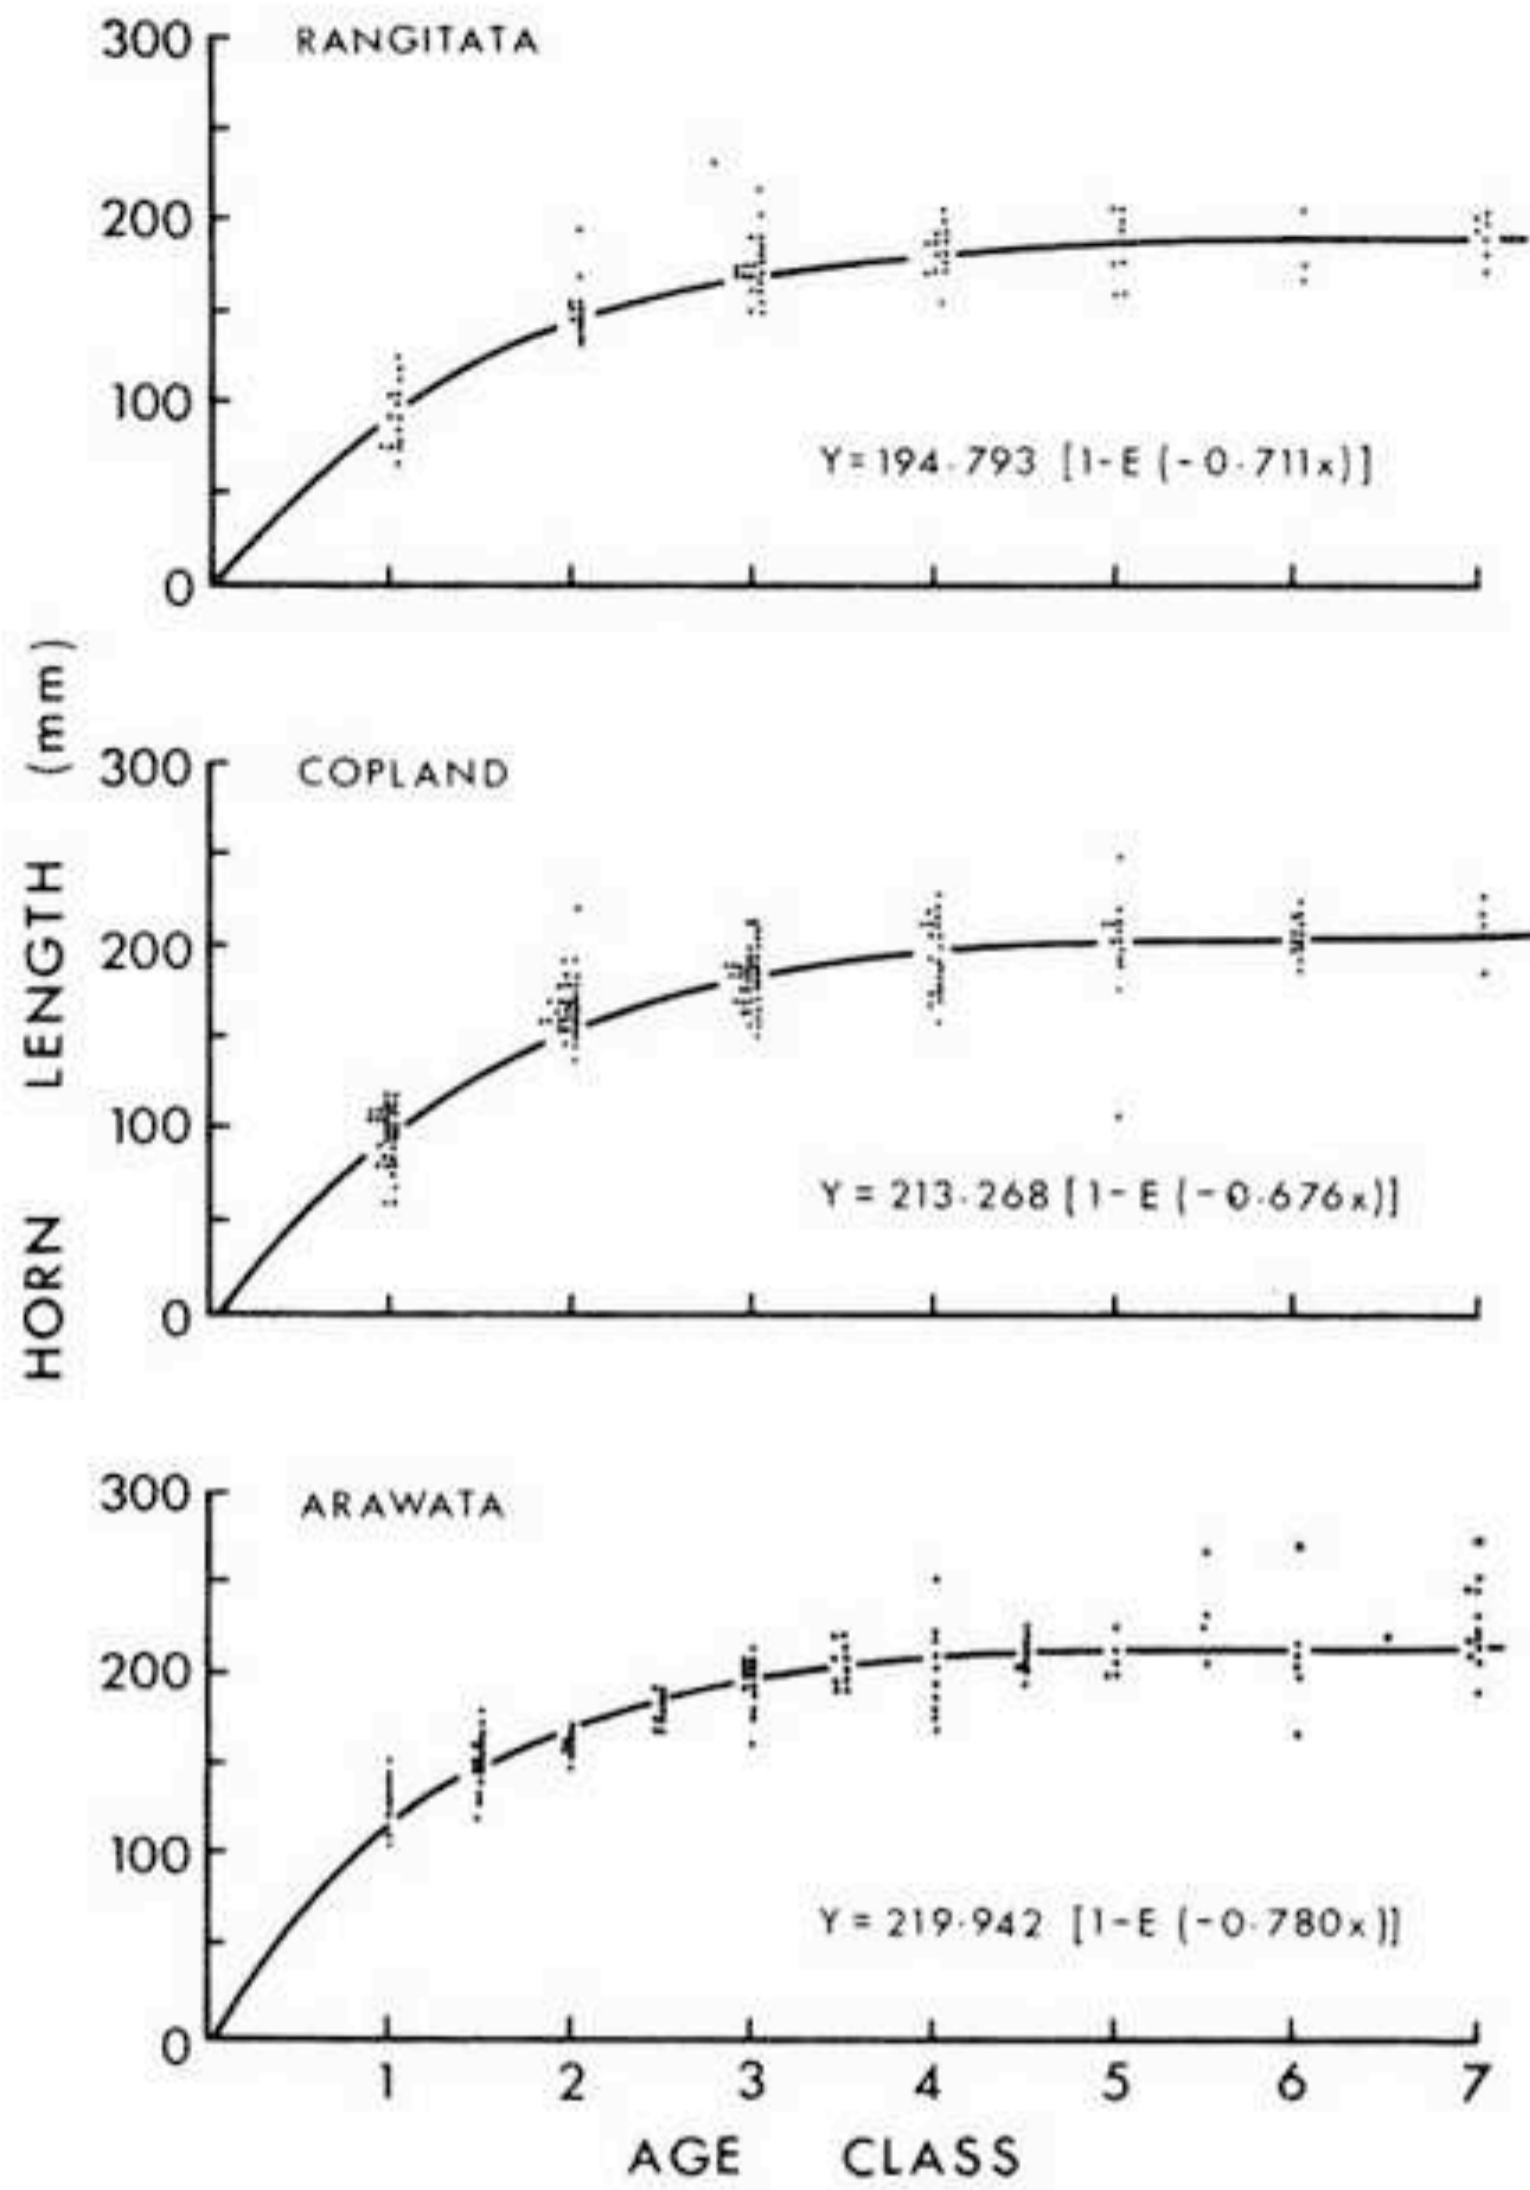 HORN LENGTH (mm)
RANGITATA
300
200
100
0
Y=194.793 [1-E (-0.711x)]
COPLAND
300
200
100
0
Y=213.268 [1-E (-0.676x)]
ARAWATA
300
200
100
0
Y=219.942 [1-E (-0.780x)]
1 2 3 4 5 6 7
AGE CLASS